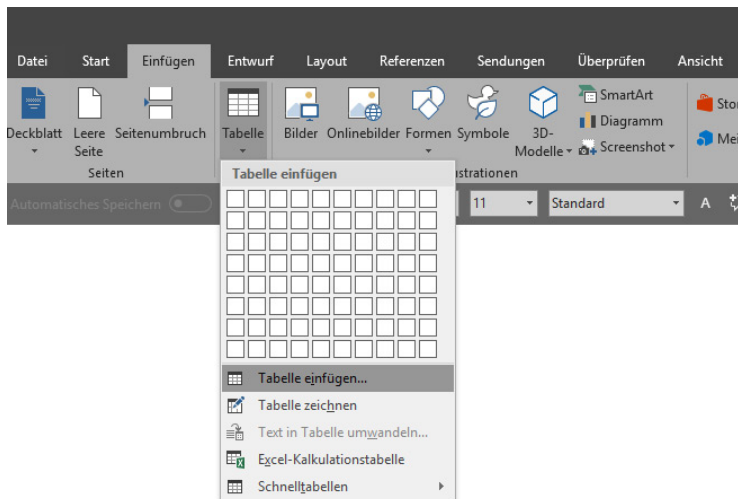 Datei Start Einfügen Entwurf Layout Referenzen Sendungen Überprüfen Ansicht
Deckblatt
Leere Seite
Seitenumbruch
Seiten
Tabelle
Bilder
Onlinebilder
Formen
Symbole
3D-Modelle
SmartArt
Diagramm
Screenshot
Automatisches Speichern
11
Standard
A
Tabelle einfügen
Tabelle einfügen...
Tabelle zeichnen
Text in Tabelle umwandeln...
Excel-Kalkulationstabelle
Schnelltabellen